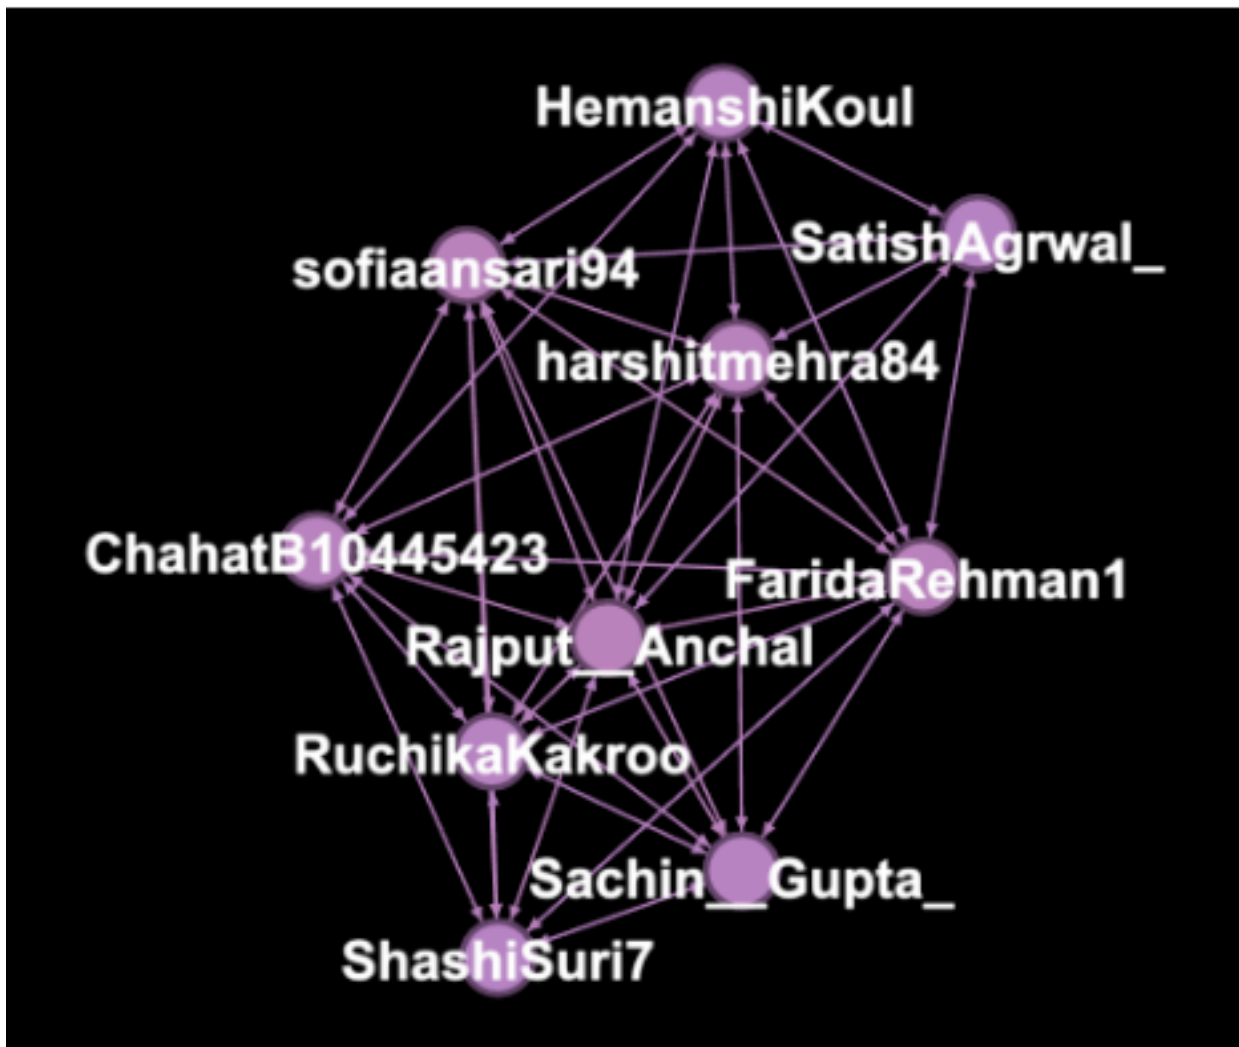 HemanshiKoul
SatishAgrwal_
sofiaansari94
harshitmehra84
ChahatB10445423
FaridaRehman1
Rajput__Anchal
RuchikaKakroo
Sachin__Gupta_
ShashiSuri7